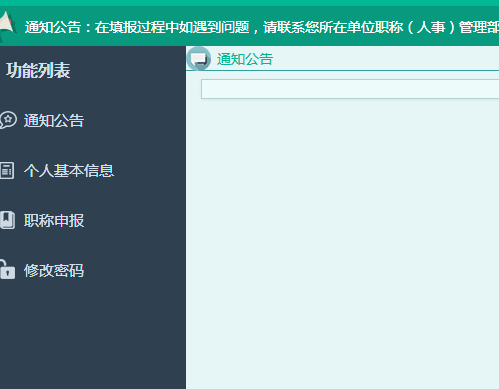 通知公告：在填报过程中如遇到问题，请联系您所在单位职称（人事）管理部
功能列表
通知公告
通知公告
个人基本信息
职称申报
修改密码